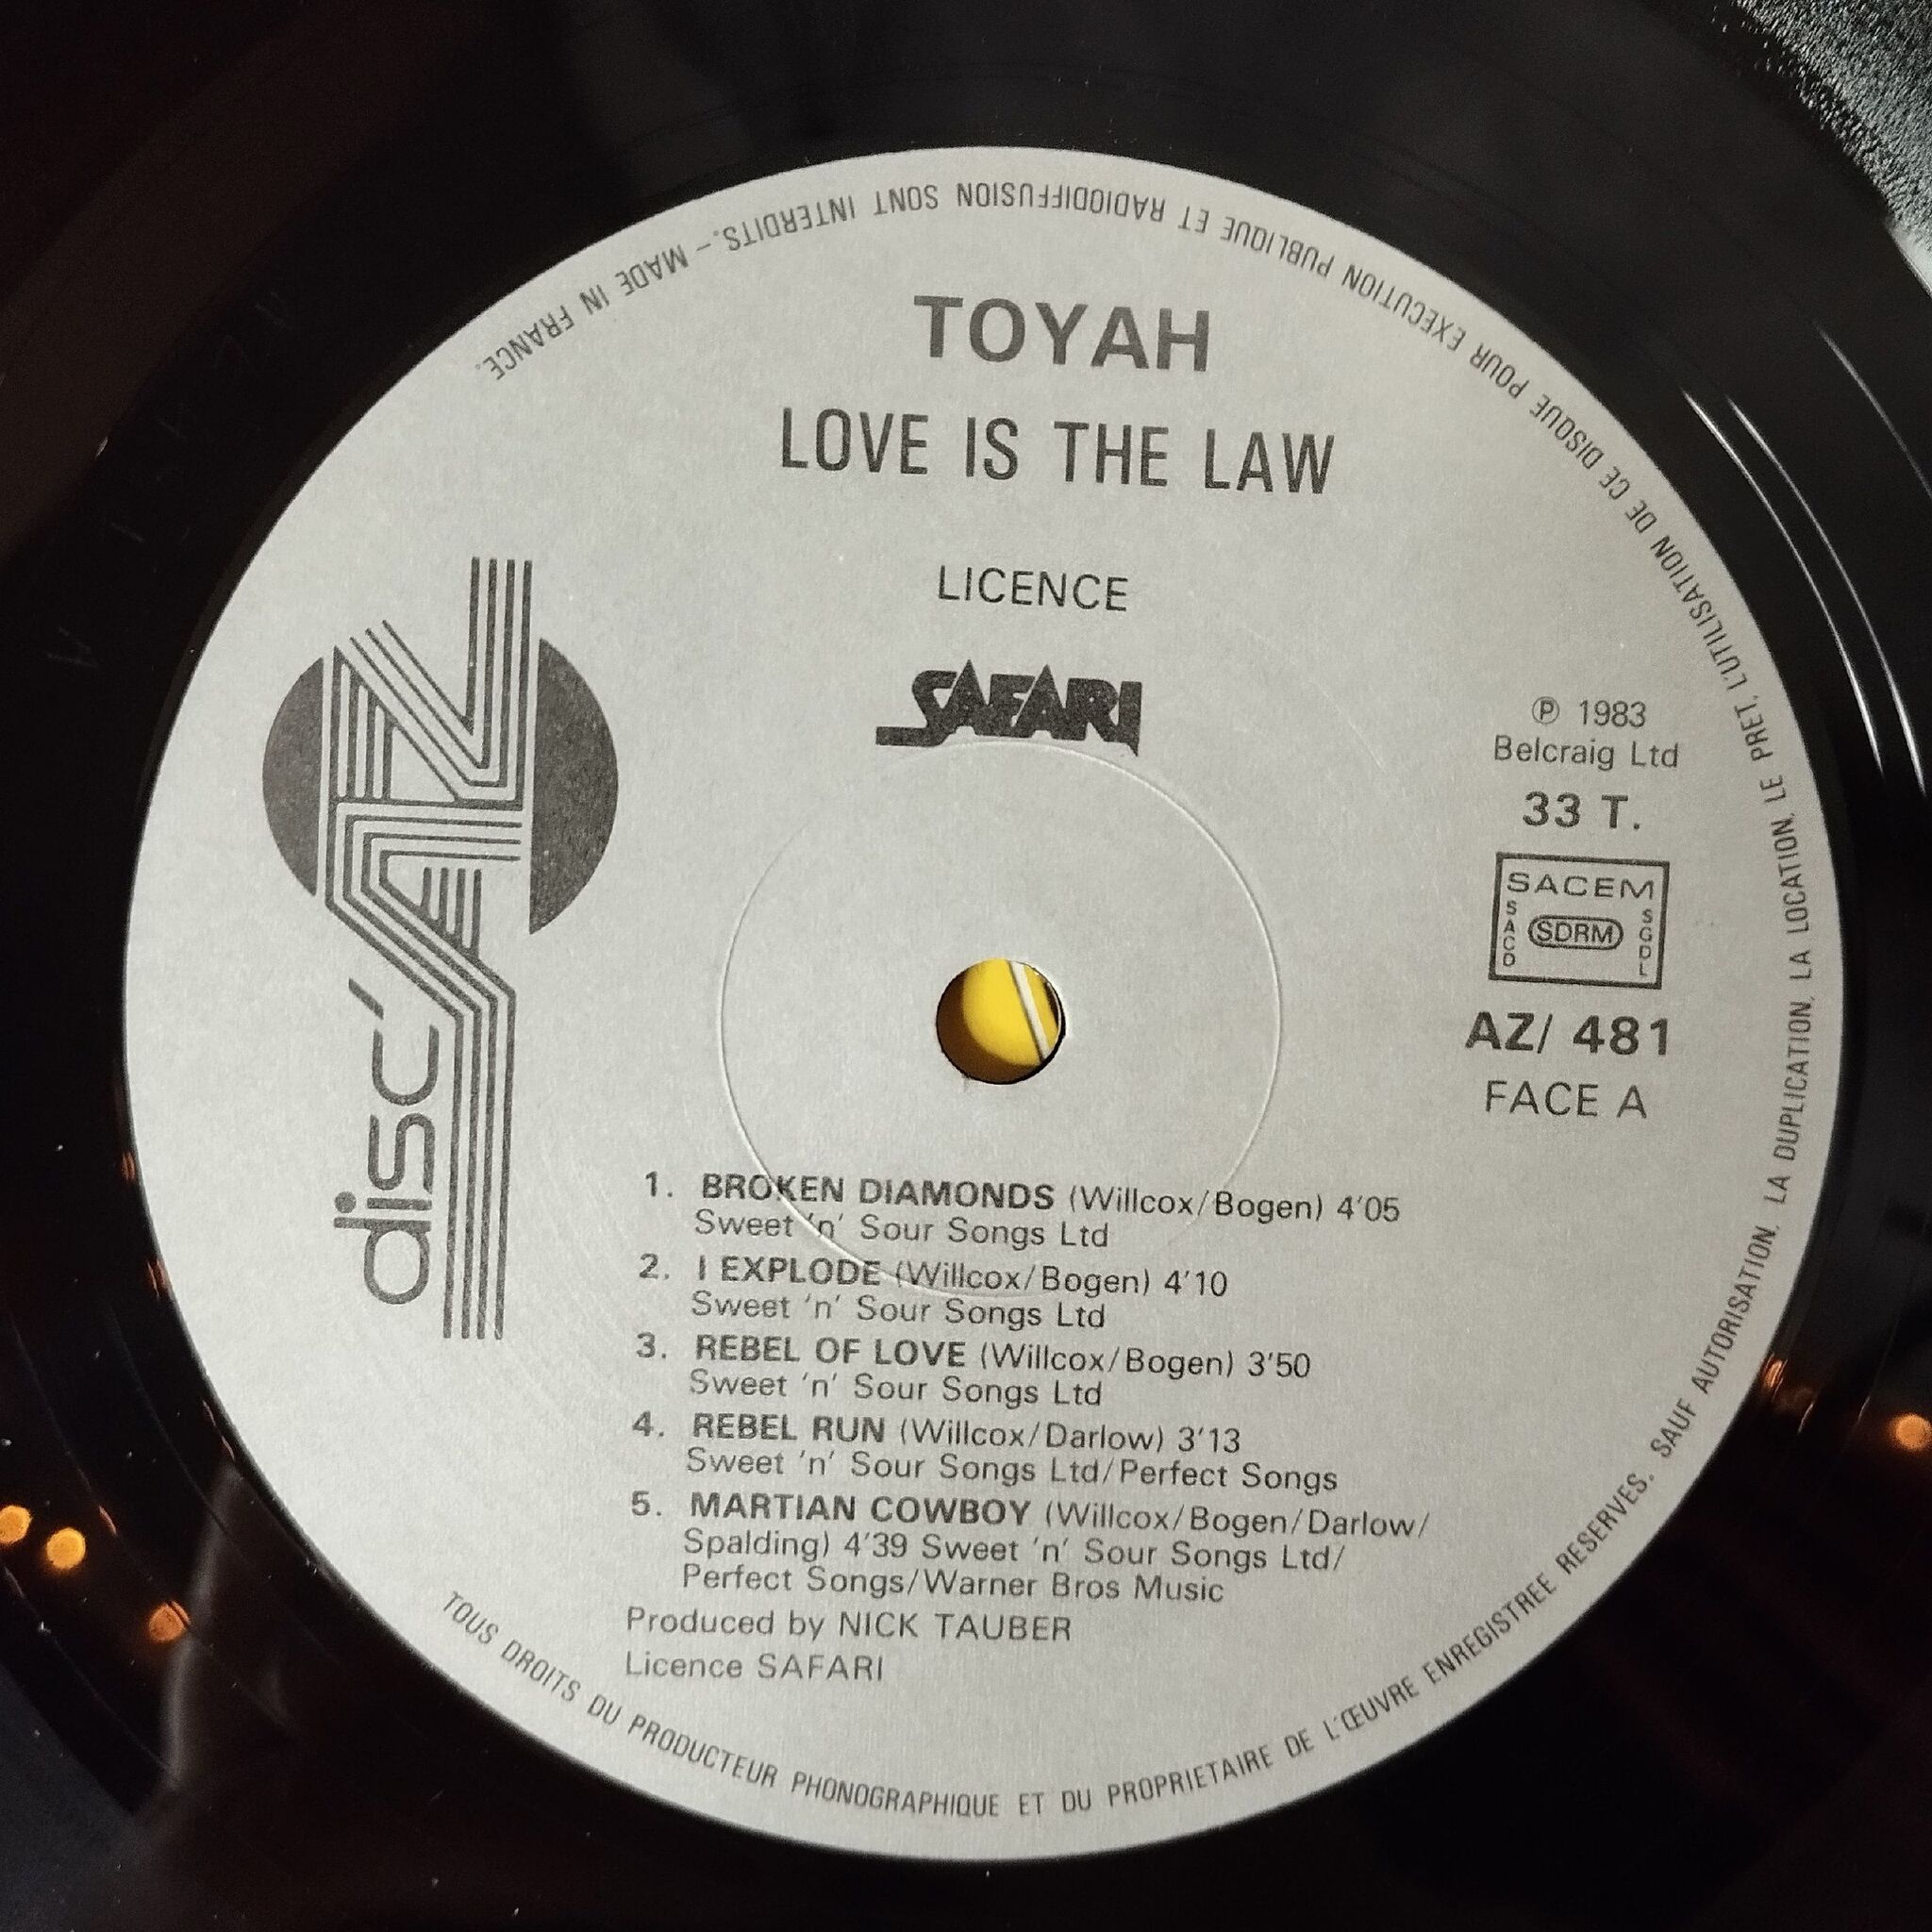 TOYAH
LOVE IS THE LAW
LICENCE
SAFARI
disc' AZ
℗ 1983
Belcraig Ltd
33 T.
SACEM
SACD
SDRM
SGDL
AZ/ 481
FACE A
1. BROKEN DIAMONDS (Willcox/Bogen) 4'05
Sweet 'n' Sour Songs Ltd
2. I EXPLODE (Willcox/Bogen) 4'10
Sweet 'n' Sour Songs Ltd
3. REBEL OF LOVE (Willcox/Bogen) 3'50
Sweet 'n' Sour Songs Ltd
4. REBEL RUN (Willcox/Darlow) 3'13
Sweet 'n' Sour Songs Ltd/Perfect Songs
5. MARTIAN COWBOY (Willcox/Bogen/Darlow/
Spalding) 4'39 Sweet 'n' Sour Songs Ltd/
Perfect Songs/Warner Bros Music
Produced by NICK TAUBER
Licence SAFARI
TOUS DROITS DU PRODUCTEUR PHONOGRAPHIQUE ET DU PROPRIETAIRE DE L'ŒUVRE ENREGISTREE RESERVES. SAUF AUTORISATION, LA DUPLICATION, LA LOCATION, LE PRET, L'UTILISATION DE CE DISQUE POUR EXECUTION PUBLIQUE ET RADIODIFFUSION SONT INTERDITS. – MADE IN FRANCE.